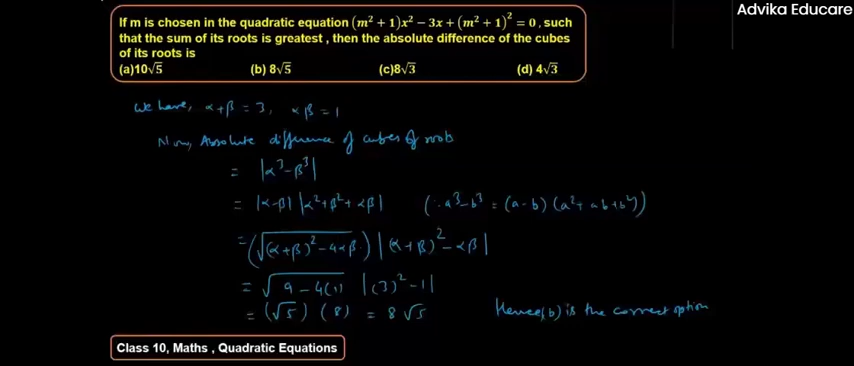 Advika Educare
If m is chosen in the quadratic equation (m² + 1)x² − 3x + (m² + 1)² = 0 , such
that the sum of its roots is greatest , then the absolute difference of the cubes
of its roots is
(a)10√5 (b) 8√5 (c)8√3 (d) 4√3
We have, α+β = 3, αβ = 1
Now, Absolute difference of cubes of roots
= |α³-β³|
= |α-β| |α²+β²+αβ| (∵a³-b³ = (a-b) (a²+ab+b²))
= (√(α+β)²-4αβ) |(α+β)²-αβ|
= √9-4(1) |(3)²-1|
= (√5) (8) = 8√5 Hence(b) is the correct option
Class 10, Maths , Quadratic Equations